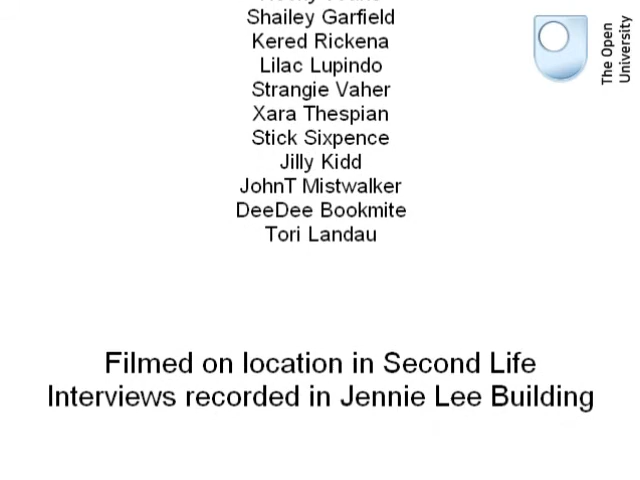 Shailey Garfield
Kered Rickena
Lilac Lupindo
Strangie Vaher
Xara Thespian
Stick Sixpence
Jilly Kidd
JohnT Mistwalker
DeeDee Bookmite
Tori Landau
Filmed on location in Second Life
Interviews recorded in Jennie Lee Building
The Open
University